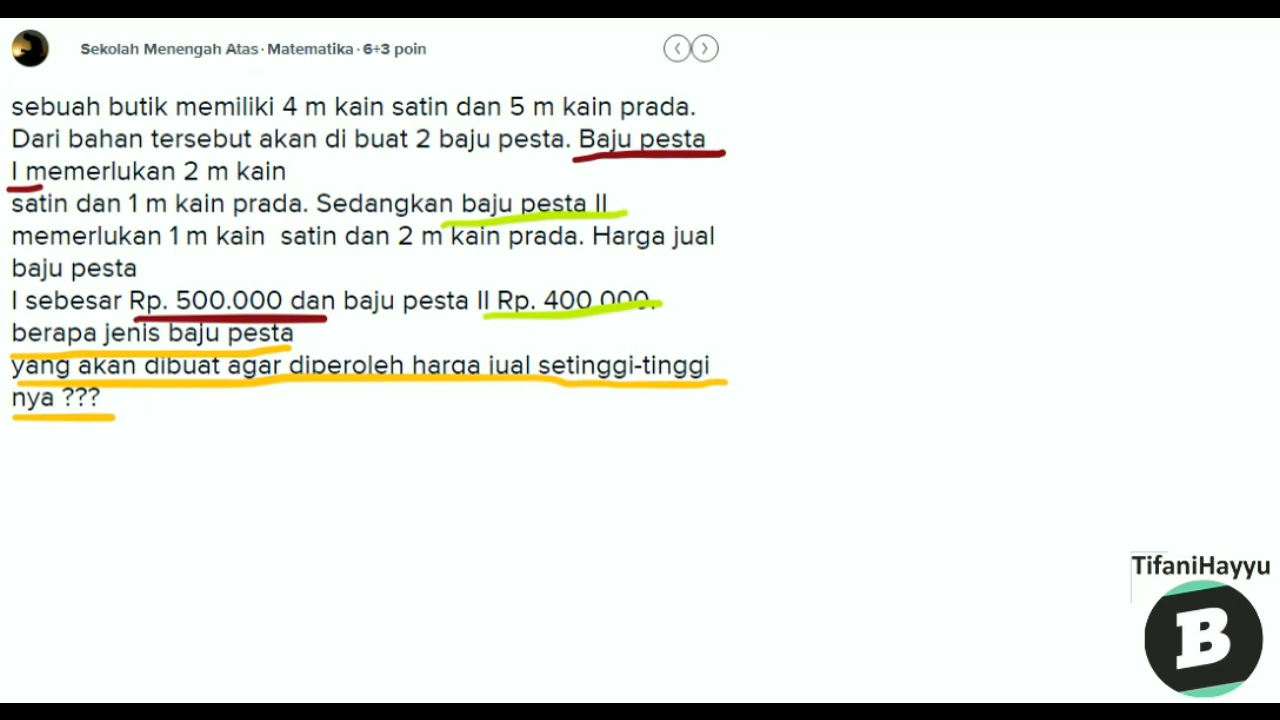 Sekolah Menengah Atas · Matematika · 6+3 poin
sebuah butik memiliki 4 m kain satin dan 5 m kain prada.
Dari bahan tersebut akan di buat 2 baju pesta. Baju pesta
I memerlukan 2 m kain
satin dan 1 m kain prada. Sedangkan baju pesta II
memerlukan 1 m kain satin dan 2 m kain prada. Harga jual
baju pesta
I sebesar Rp. 500.000 dan baju pesta II Rp. 400.000.
berapa jenis baju pesta
yang akan dibuat agar diperoleh harga jual setinggi-tinggi
nya ???
TifaniHayyu
B